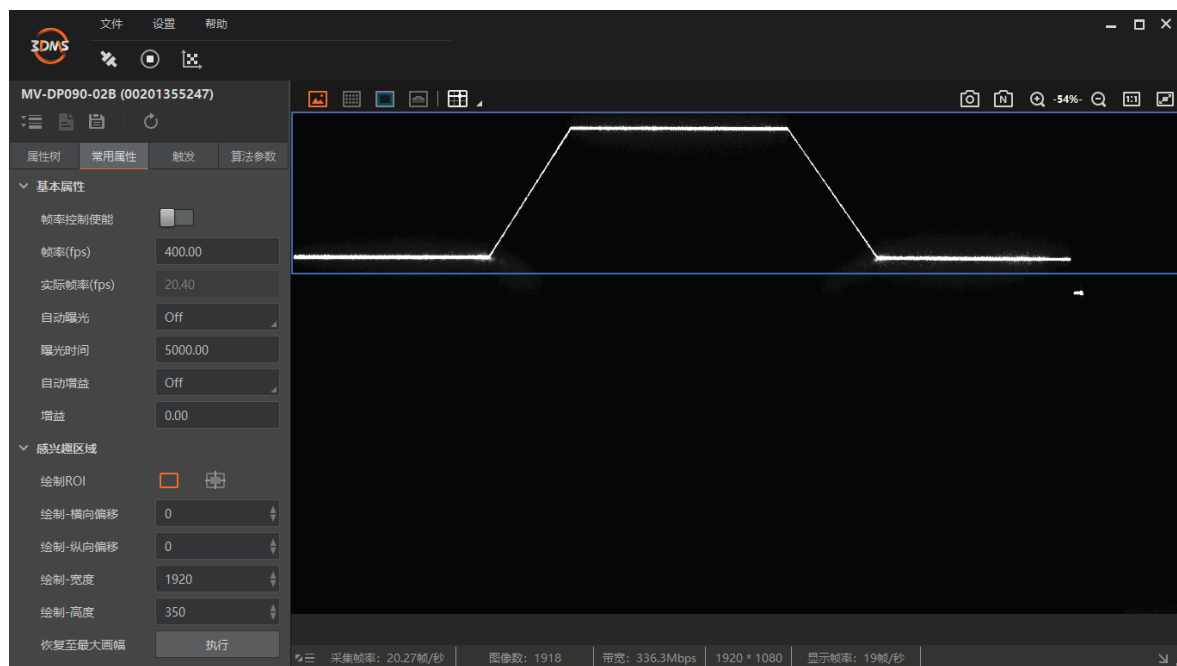 文件 设置 帮助
3DMS
MV-DP090-02B (00201355247)
属性树 常用属性 触发 算法参数
基本属性
帧率控制使能
帧率(fps) 400.00
实际帧率(fps) 20.40
自动曝光 Off
曝光时间 5000.00
自动增益 Off
增益 0.00
感兴趣区域
绘制ROI
绘制-横向偏移 0
绘制-纵向偏移 0
绘制-宽度 1920
绘制-高度 350
恢复至最大画幅 执行
N -54%- 1:1
采集帧率: 20.27帧/秒 图像数: 1918 带宽: 336.3Mbps 1920 * 1080 显示帧率: 19帧/秒